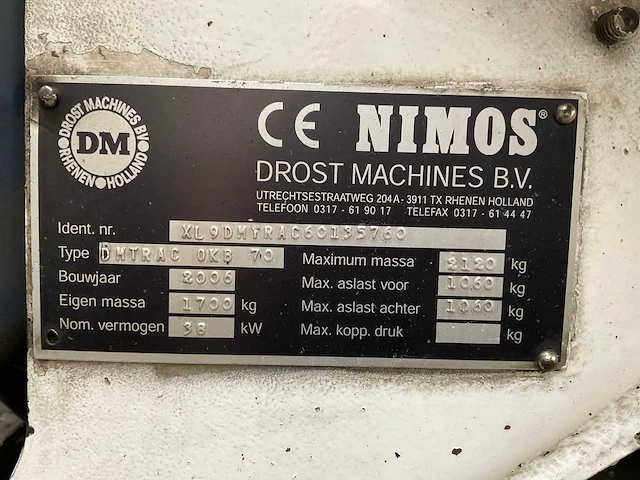 DROST MACHINES BV
DM
RHENEN HOLLAND
CE NIMOS®
DROST MACHINES B.V.
UTRECHTSESTRAATWEG 204A - 3911 TX RHENEN HOLLAND
TELEFOON 0317 - 61 90 17 TELEFAX 0317 - 61 44 47
Ident. nr. XL9DMTRAC60135760
Type DMTRAC OKB 70
Bouwjaar 2006
Eigen massa 1700 kg
Nom. vermogen 38 kW
Maximum massa 2120 kg
Max. aslast voor 1060 kg
Max. aslast achter 1060 kg
Max. kopp. druk kg